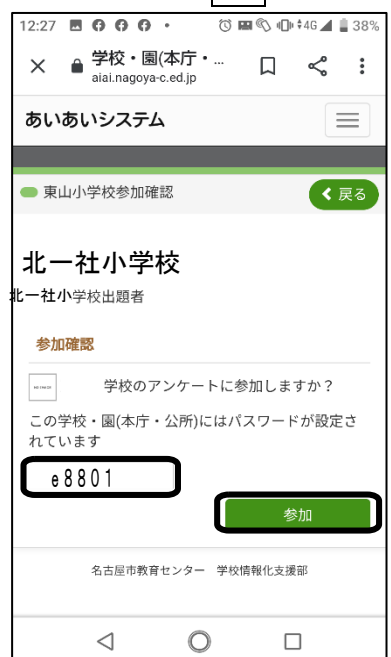 12:27
4G 38%
学校・園(本庁・...
aiai.nagoya-c.ed.jp
あいあいシステム
東山小学校参加確認
戻る
北一社小学校
北一社小学校出題者
参加確認
学校のアンケートに参加しますか？
この学校・園(本庁・公所)にはパスワードが設定さ
れています
e8801
参加
名古屋市教育センター 学校情報化支援部